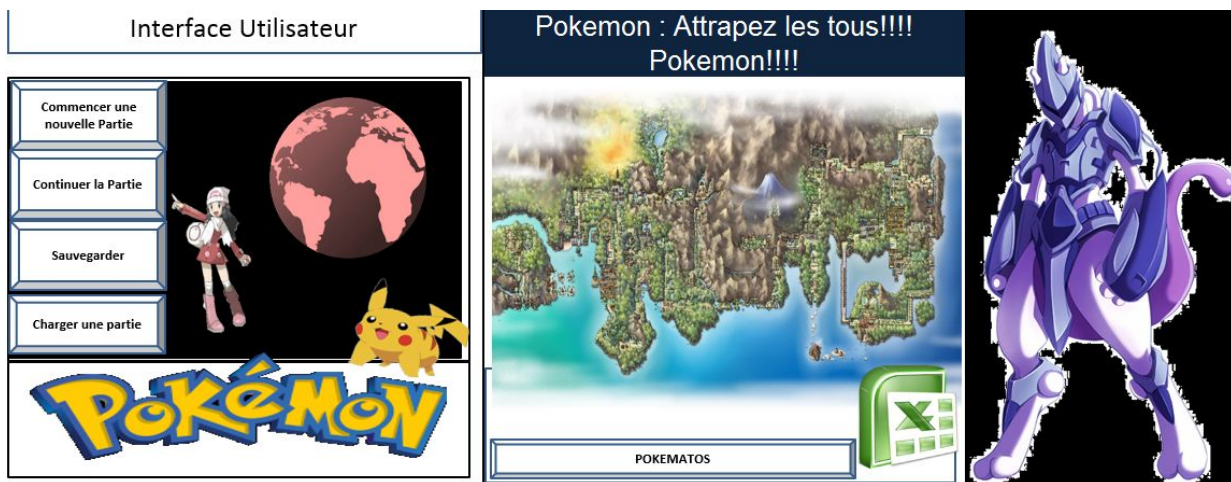 Interface Utilisateur
Commencer une
nouvelle Partie
Continuer la Partie
Sauvegarder
Charger une partie
POKéMON
Pokemon : Attrapez les tous!!!!
Pokemon!!!!
X
POKEMATOS